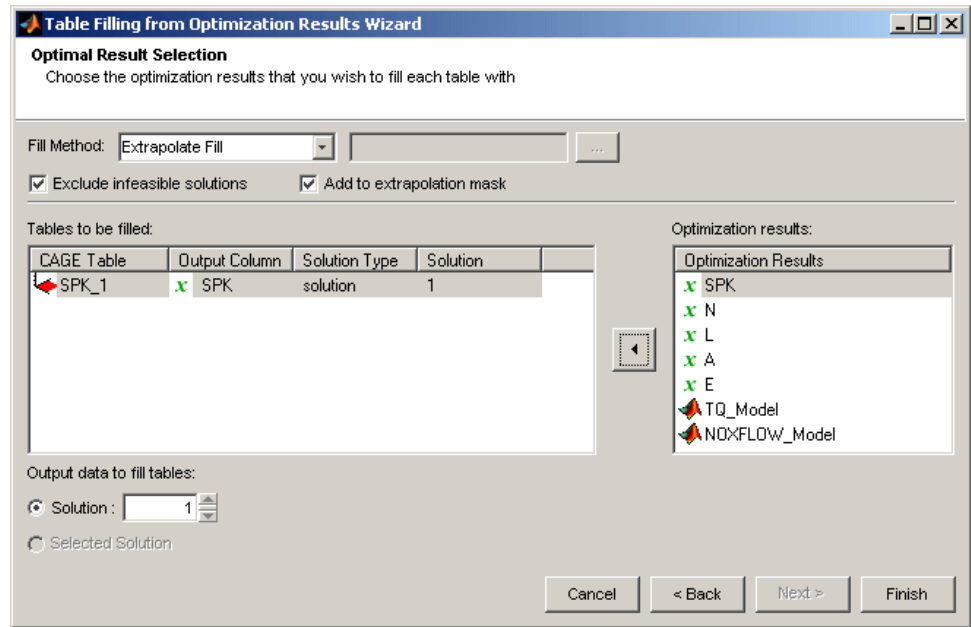 Table Filling from Optimization Results Wizard
Optimal Result Selection
Choose the optimization results that you wish to fill each table with
Fill Method: Extrapolate Fill ...
Exclude infeasible solutions Add to extrapolation mask
Tables to be filled: Optimization results:
CAGE Table Output Column Solution Type Solution Optimization Results
SPK_1 x SPK solution 1 x SPK
x N
x L
x A
x E
TQ_Model
NOXFLOW_Model
Output data to fill tables:
Solution : 1
Selected Solution
Cancel < Back Next > Finish